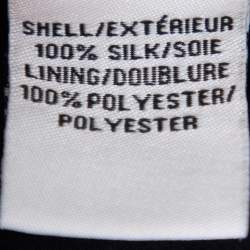 SHELL/EXTÉRIEUR
100% SILK/SOIE
LINING/DOUBLURE
100% POLYESTER/
POLYESTER